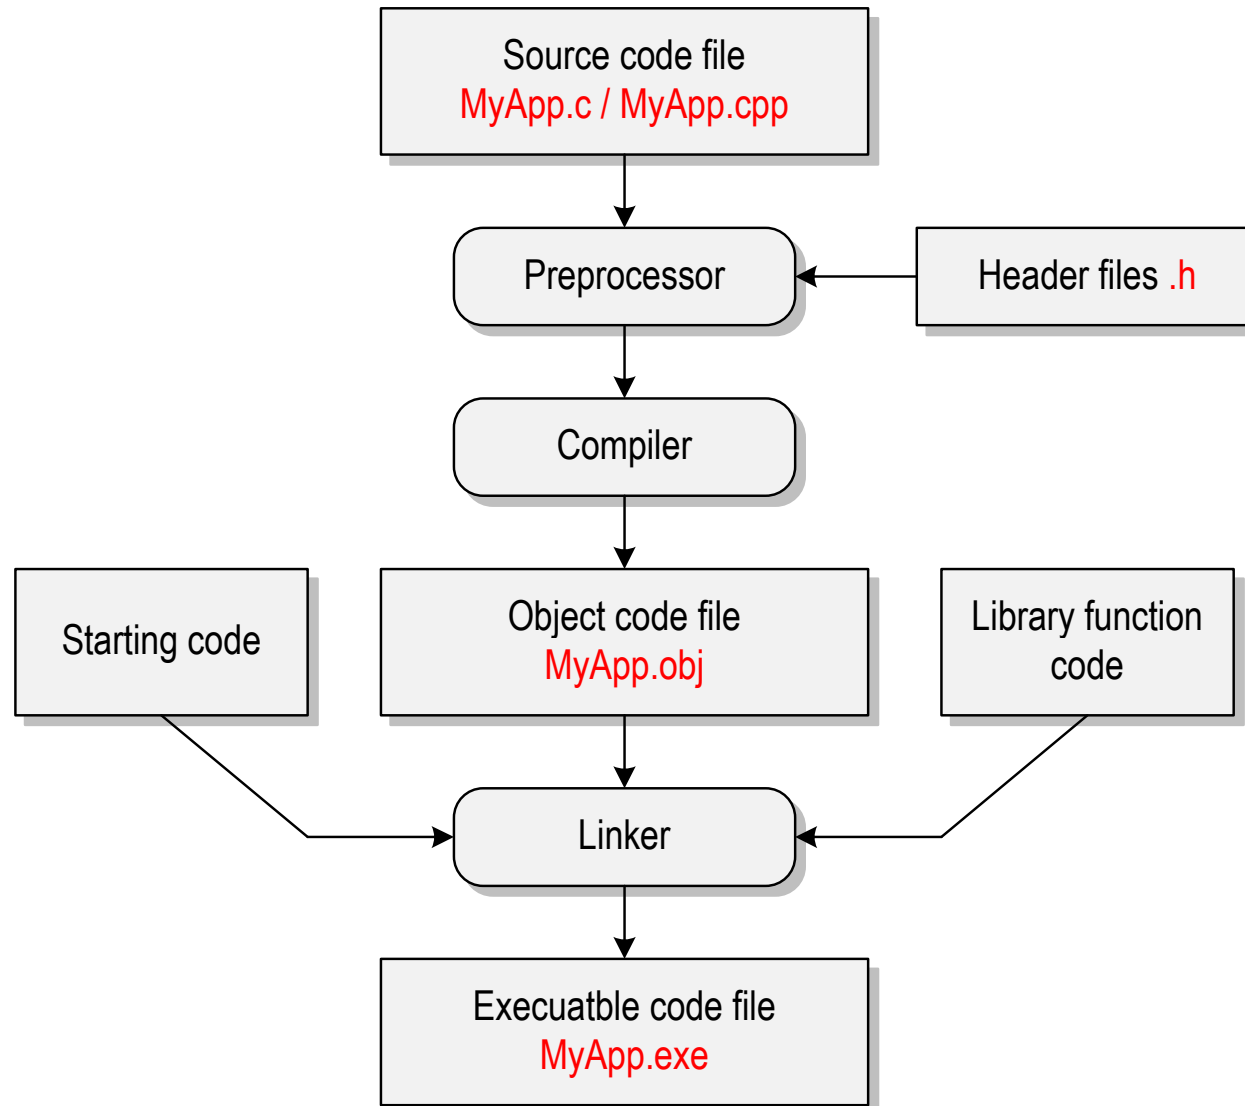 Source code file
MyApp.c / MyApp.cpp
Preprocessor
Header files .h
Compiler
Starting code
Object code file
MyApp.obj
Library function
code
Linker
Execuatble code file
MyApp.exe